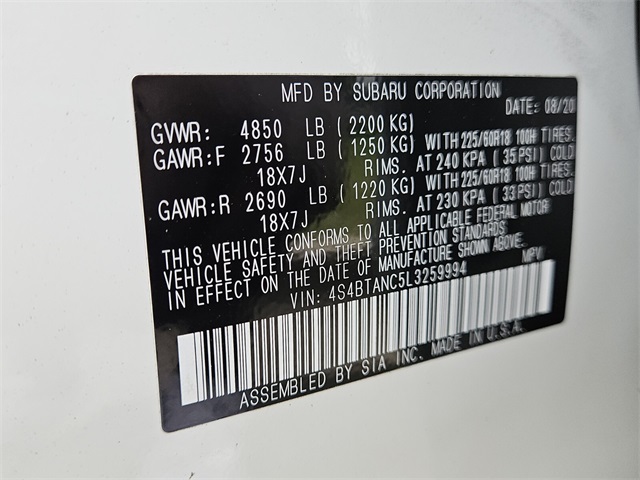 MFD BY SUBARU CORPORATION
DATE: 08/20
GVWR: 4850 LB (2200 KG)
GAWR:F 2756 LB (1250 KG) WITH 225/60R18 100H TIRES.
18X7J RIMS. AT 240 KPA (35 PSI) COLD
GAWR:R 2690 LB (1220 KG) WITH 225/60R18 100H TIRES.
18X7J RIMS. AT 230 KPA (33 PSI) COLD
THIS VEHICLE CONFORMS TO ALL APPLICABLE FEDERAL MOTOR
VEHICLE SAFETY AND THEFT PREVENTION STANDARDS
IN EFFECT ON THE DATE OF MANUFACTURE SHOWN ABOVE.
VIN: 4S4BTANC5L3259994 MPV
ASSEMBLED BY SIA INC. MADE IN U.S.A.